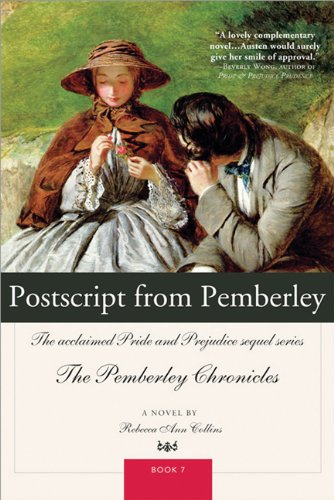 "A lovely complementary
novel...Austen would surely
give her smile of approval."
—Beverly Wong, author of
Pride & Prejudice Prudence
Postscript from Pemberley
The acclaimed Pride and Prejudice sequel series
The Pemberley Chronicles
A NOVEL BY
Rebecca Ann Collins
BOOK 7